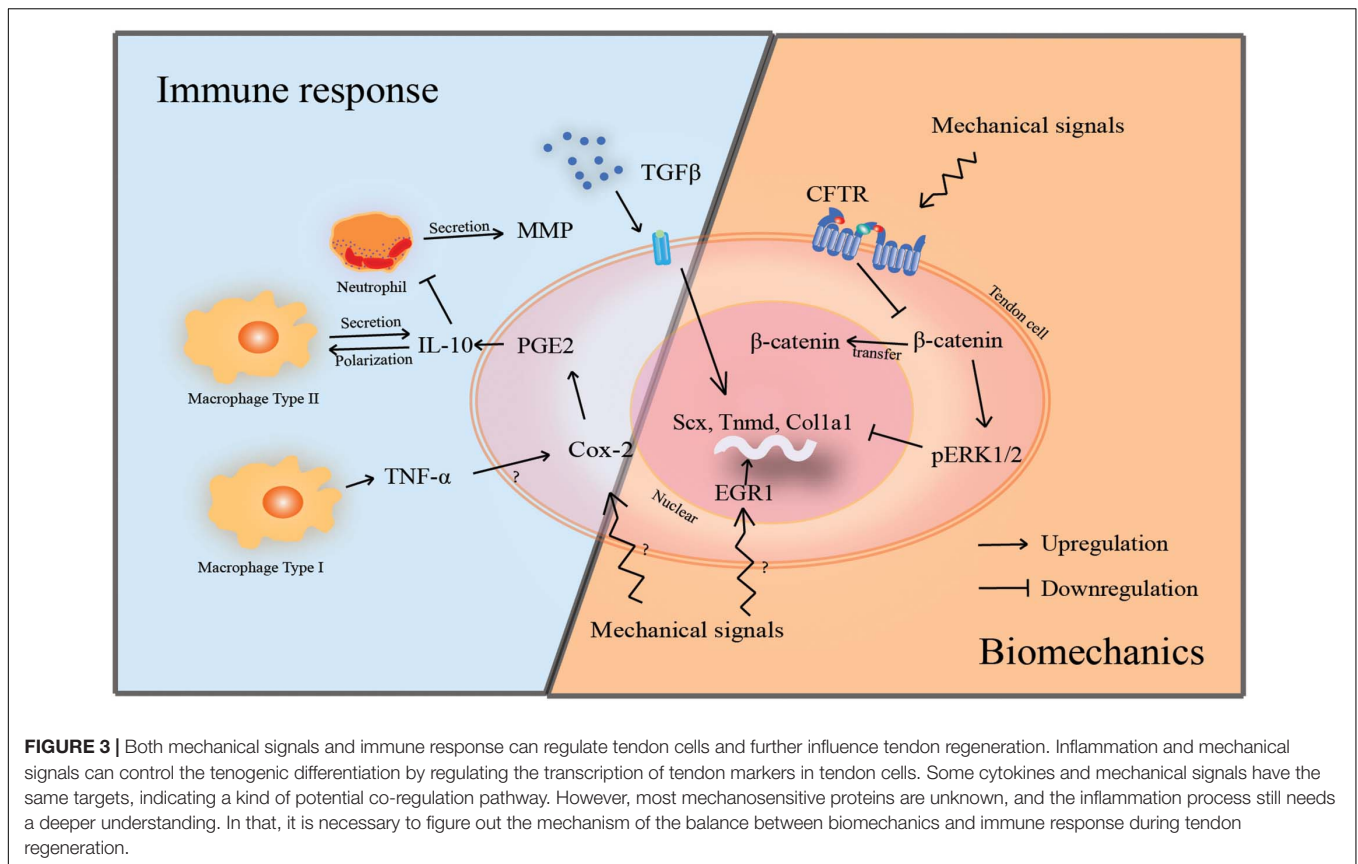 Immune response
Mechanical signals
TGFβ
CFTR
Secretion
MMP
Neutrophil
Tendon cell
Secretion
IL-10
PGE2
β-catenin
transfer
β-catenin
Polarization
Macrophage Type II
Scx, Tnmd, Col1a1
Cox-2
pERK1/2
TNF-α
?
EGR1
Nuclear
Macrophage Type I
?
?
Upregulation
Downregulation
Mechanical signals
Biomechanics
FIGURE 3 | Both mechanical signals and immune response can regulate tendon cells and further influence tendon regeneration. Inflammation and mechanical
signals can control the tenogenic differentiation by regulating the transcription of tendon markers in tendon cells. Some cytokines and mechanical signals have the
same targets, indicating a kind of potential co-regulation pathway. However, most mechanosensitive proteins are unknown, and the inflammation process still needs
a deeper understanding. In that, it is necessary to figure out the mechanism of the balance between biomechanics and immune response during tendon
regeneration.